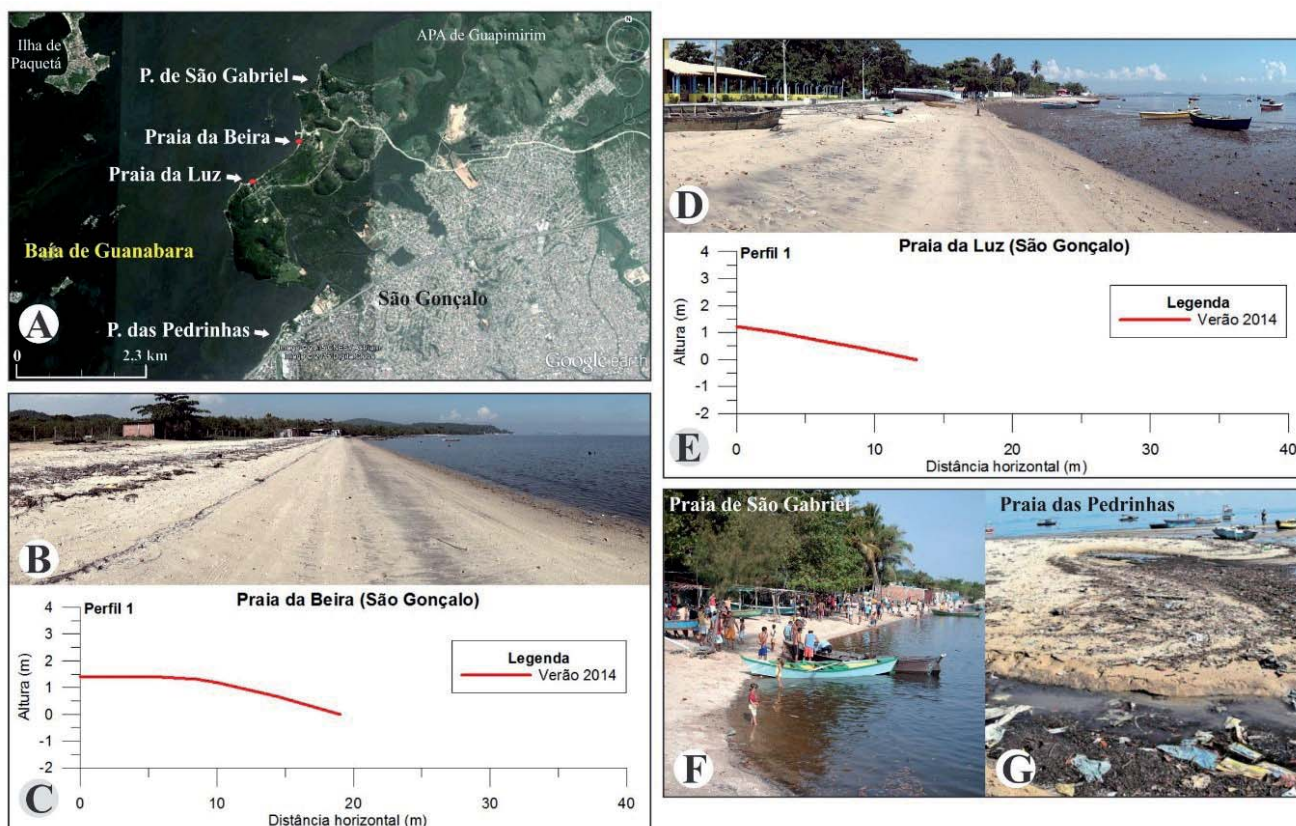 Ilha de
Paquetá
APA de Guapimirim
N
P. de São Gabriel
Praia da Beira
Praia da Luz
Baía de Guanabara
São Gonçalo
P. das Pedrinhas
A
0 2,3 km
Google earth
B
Praia da Beira (São Gonçalo)
Perfil 1
Altura (m)
4
3
2
1
0
-1
-2
Legenda
Verão 2014
0 10 20 30 40
Distância horizontal (m)
C
D
Praia da Luz (São Gonçalo)
Perfil 1
Altura (m)
4
3
2
1
0
-1
-2
Legenda
Verão 2014
0 10 20 30 40
Distância horizontal (m)
E
Praia de São Gabriel
F
Praia das Pedrinhas
G